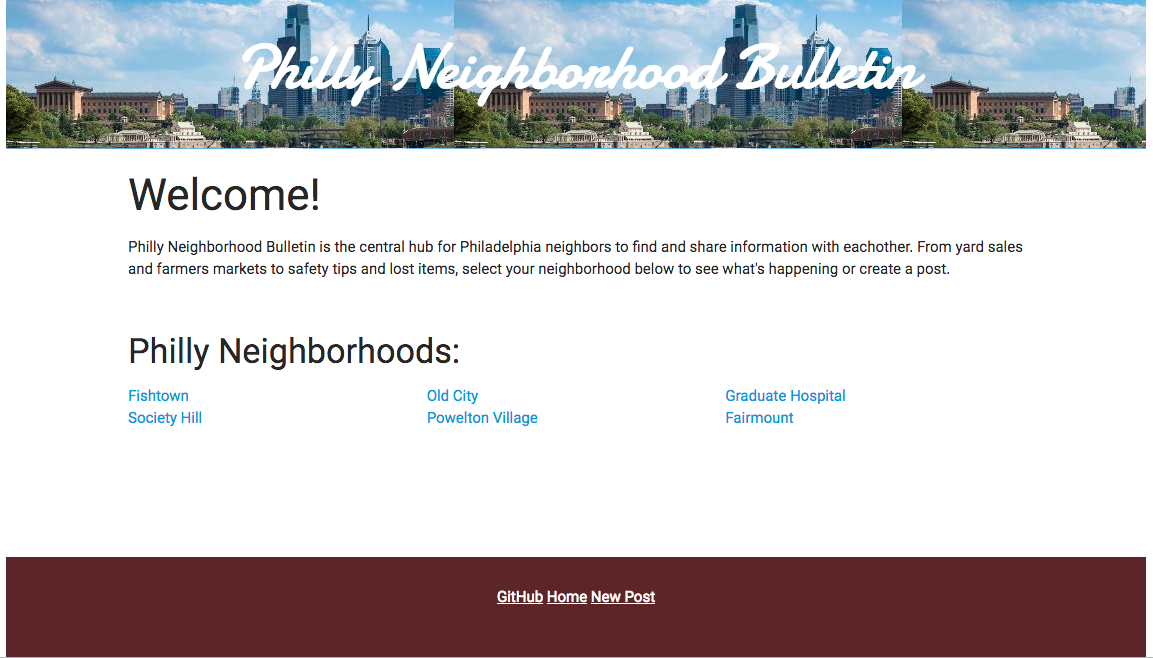 Philly Neighborhood Bulletin
Welcome!
Philly Neighborhood Bulletin is the central hub for Philadelphia neighbors to find and share information with eachother. From yard sales
and farmers markets to safety tips and lost items, select your neighborhood below to see what's happening or create a post.
Philly Neighborhoods:
Fishtown Old City Graduate Hospital
Society Hill Powelton Village Fairmount
GitHub Home New Post